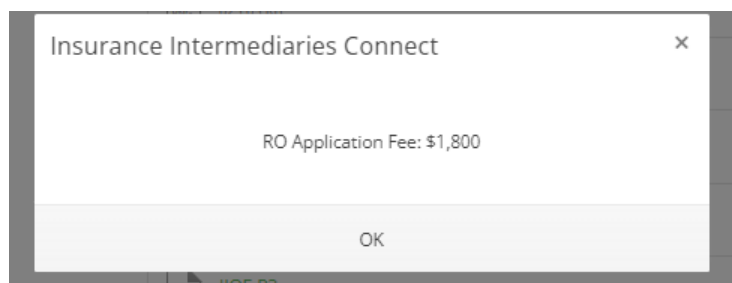 Insurance Intermediaries Connect
×
RO Application Fee: $1,800
OK